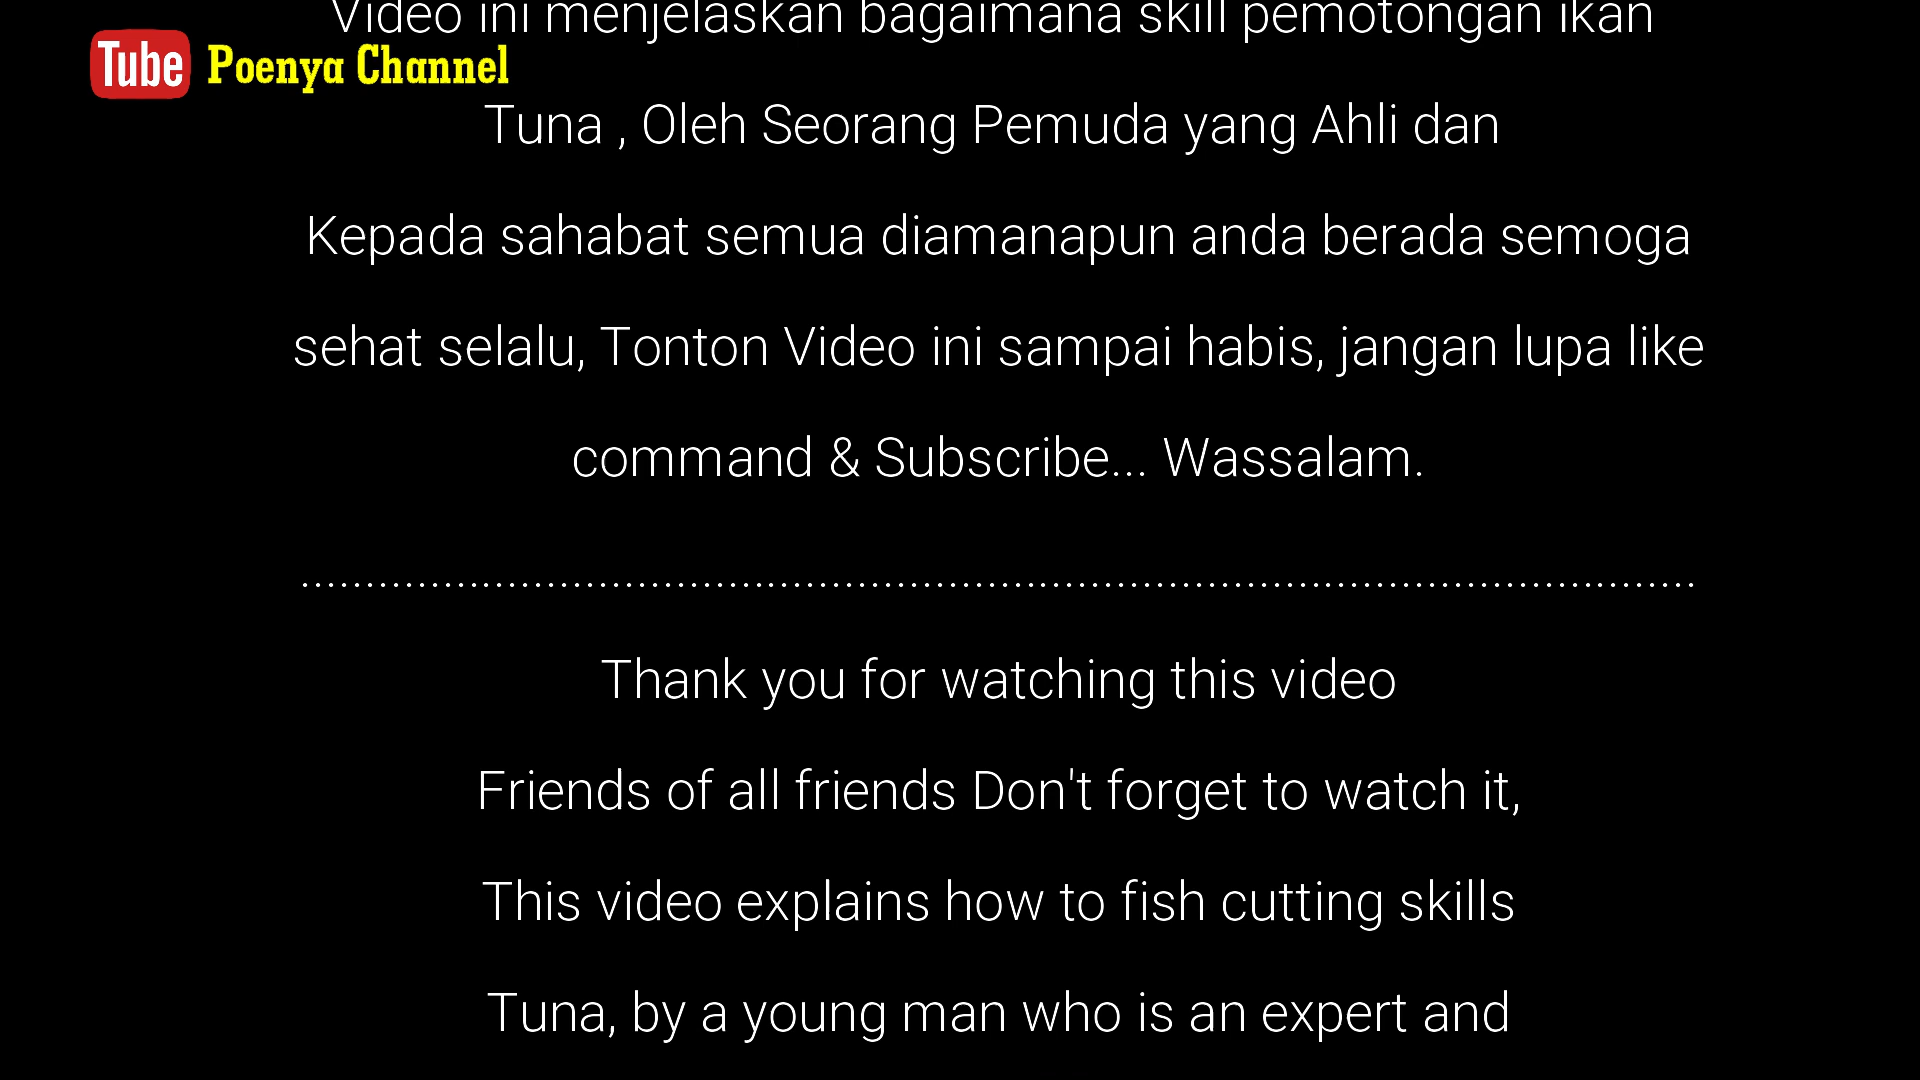 Video ini menjelaskan bagaimana skill pemotongan ikan
Tube Poenya Channel
Tuna , Oleh Seorang Pemuda yang Ahli dan
Kepada sahabat semua diamanapun anda berada semoga
sehat selalu, Tonton Video ini sampai habis, jangan lupa like
command & Subscribe... Wassalam.
............................................................................................................
Thank you for watching this video
Friends of all friends Don't forget to watch it,
This video explains how to fish cutting skills
Tuna, by a young man who is an expert and